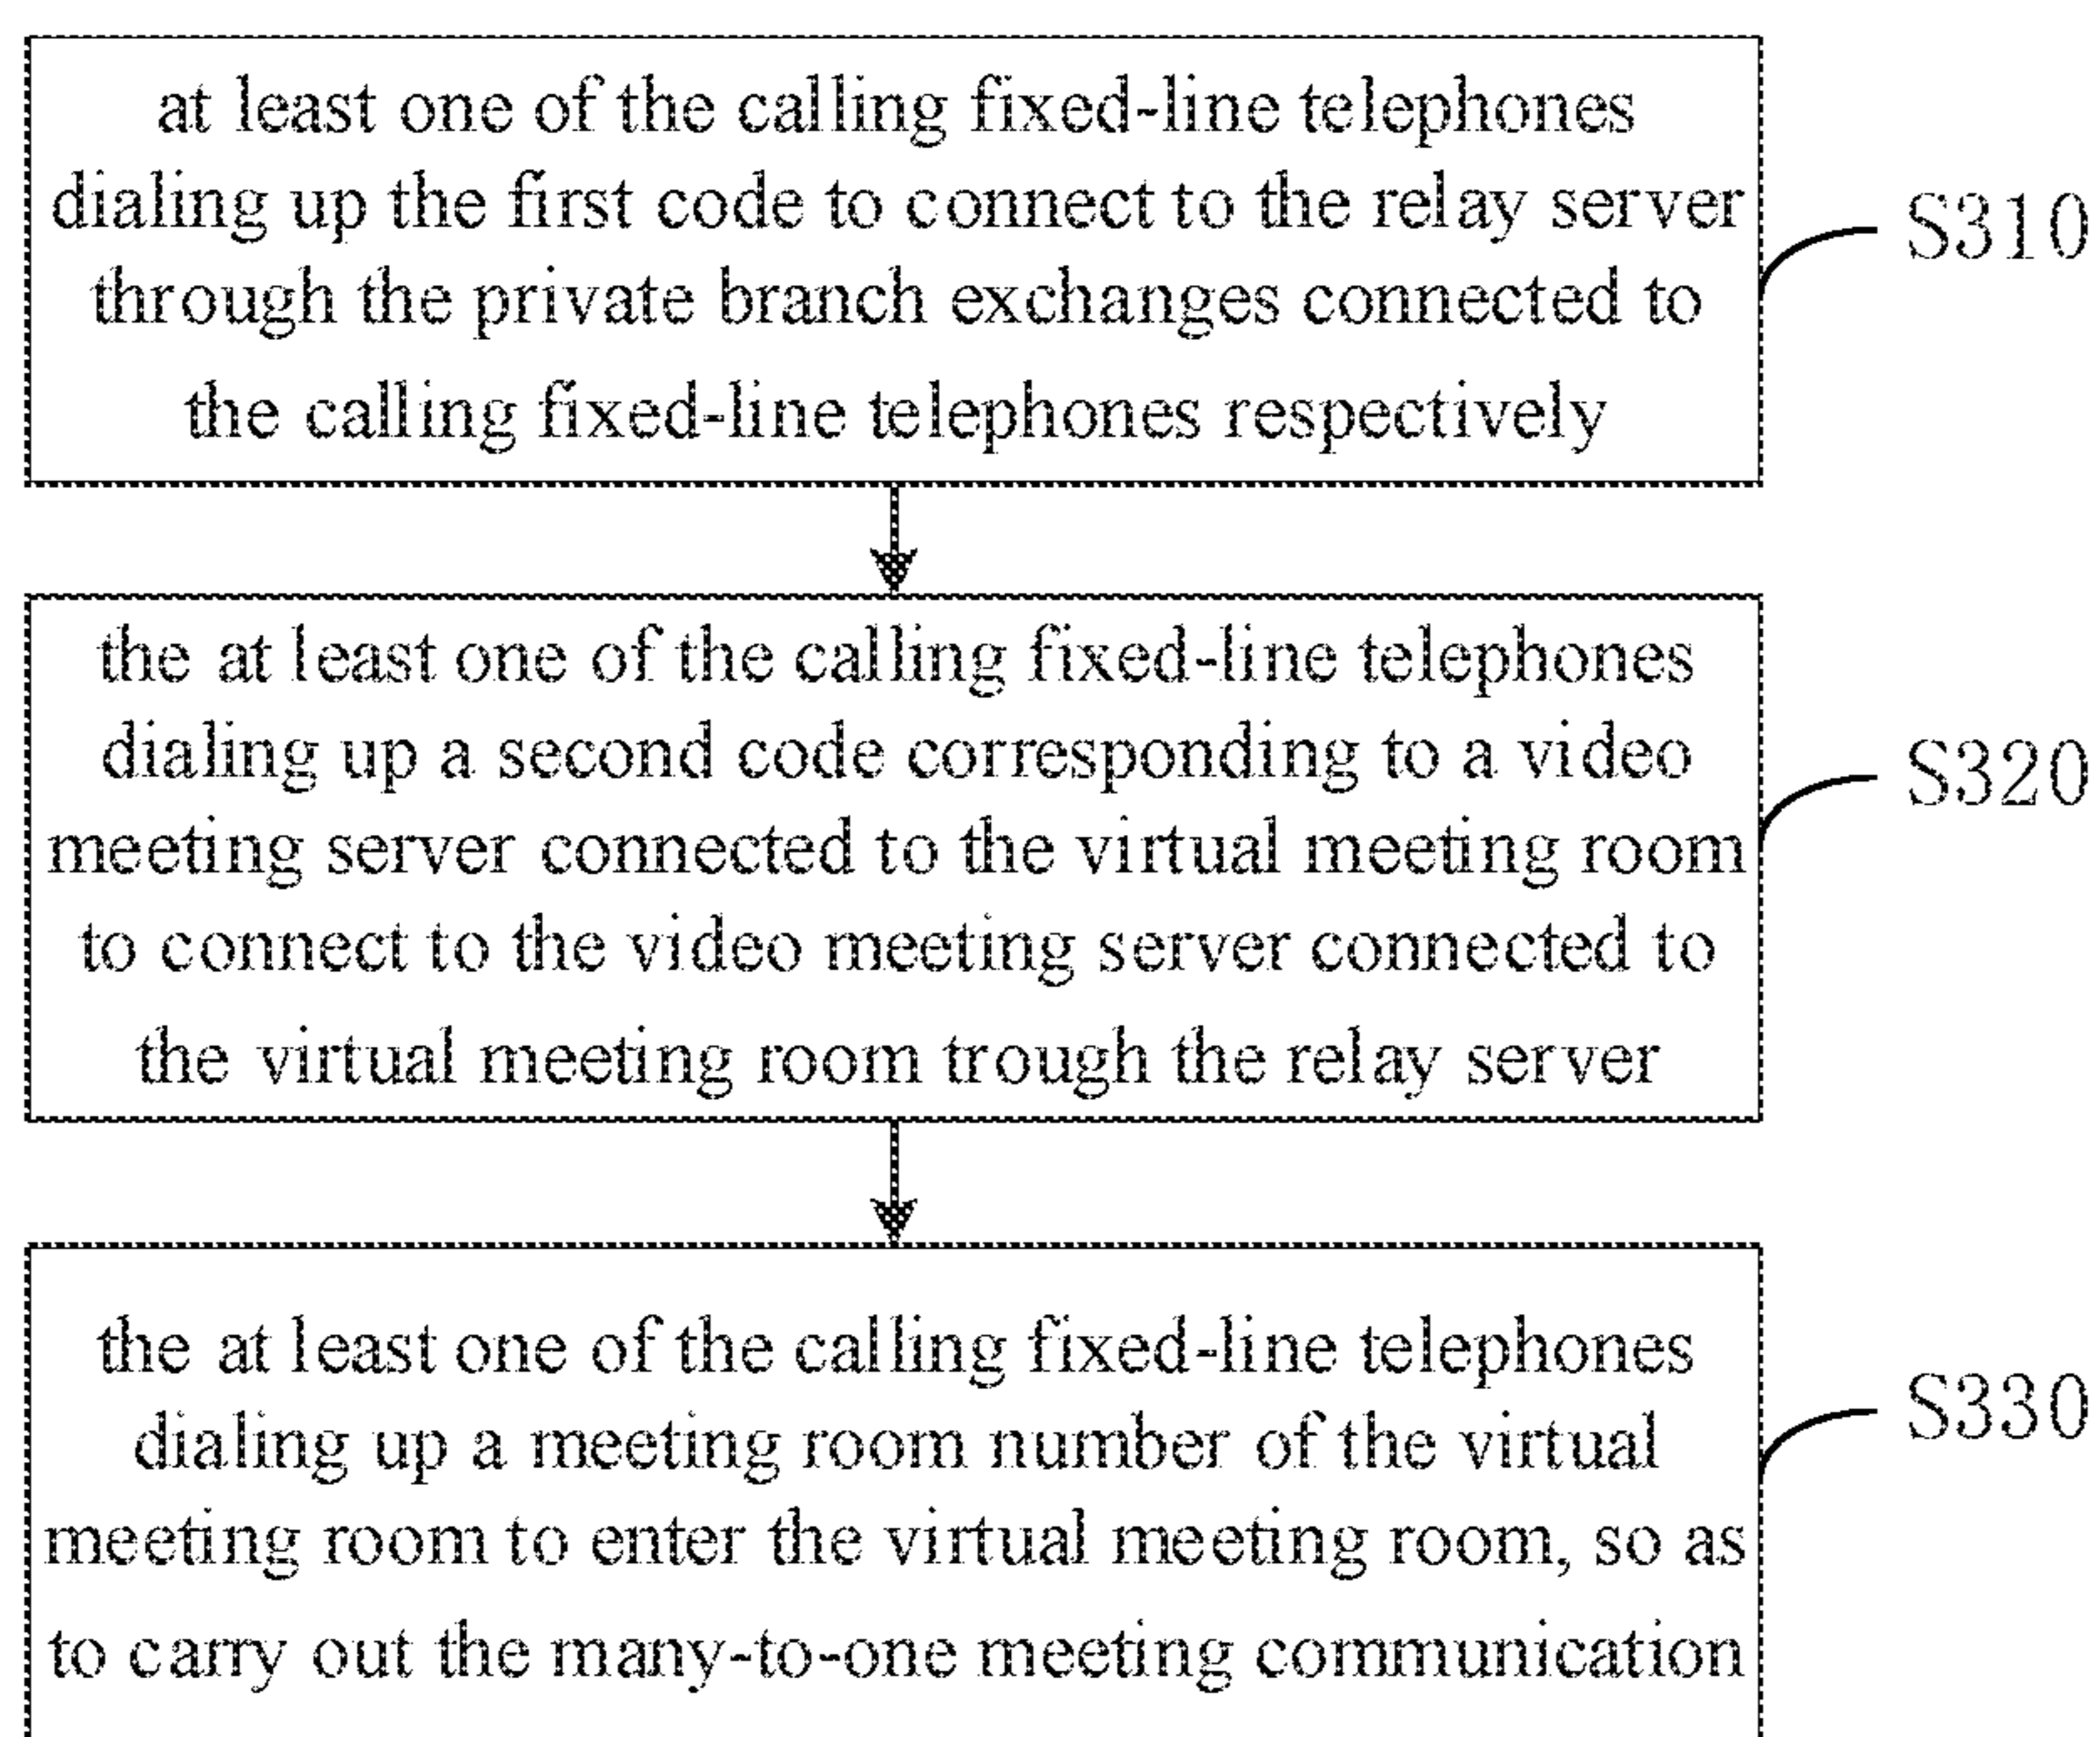 at least one of the calling fixed-line telephones
dialing up the first code to connect to the relay server
through the private branch exchanges connected to
the calling fixed-line telephones respectively
S310
the at least one of the calling fixed-line telephones
dialing up a second code corresponding to a video
meeting server connected to the virtual meeting room
to connect to the video meeting server connected to
the virtual meeting room trough the relay server
S320
the at least one of the calling fixed-line telephones
dialing up a meeting room number of the virtual
meeting room to enter the virtual meeting room, so as
to carry out the many-to-one meeting communication
S330